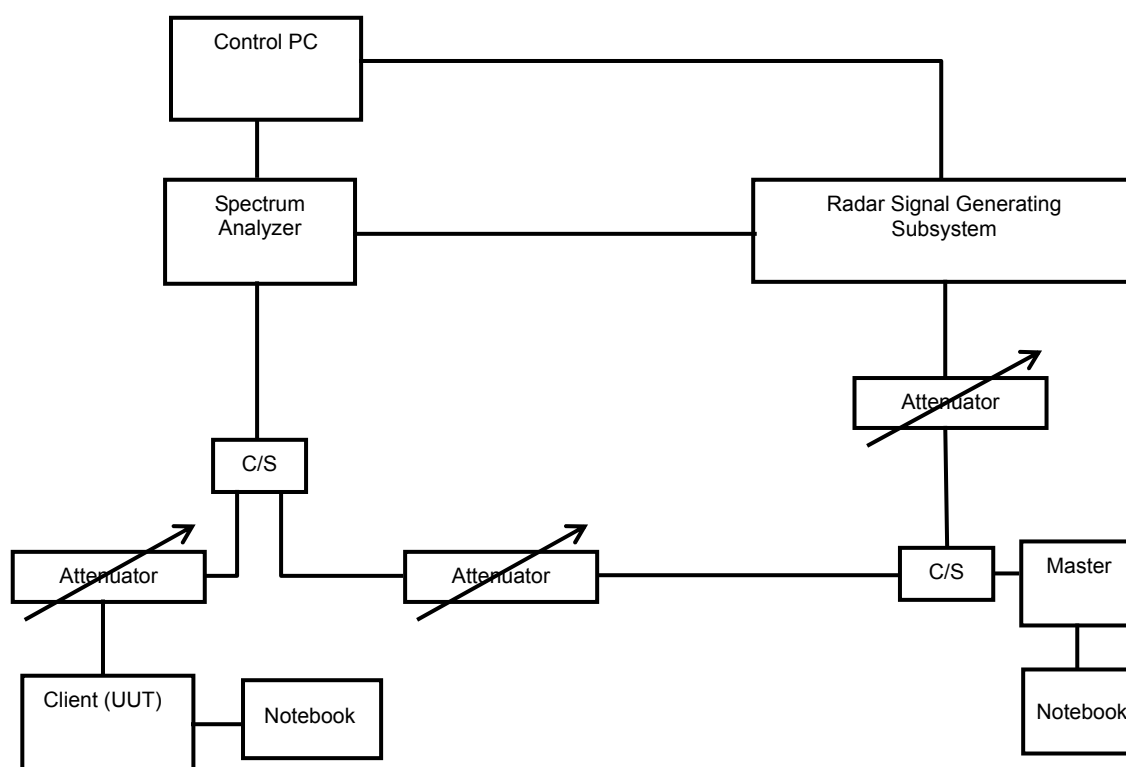 Control PC
Spectrum
Analyzer
Radar Signal Generating
Subsystem
Attenuator
C/S
Attenuator
Attenuator
C/S
Master
Client (UUT)
Notebook
Notebook